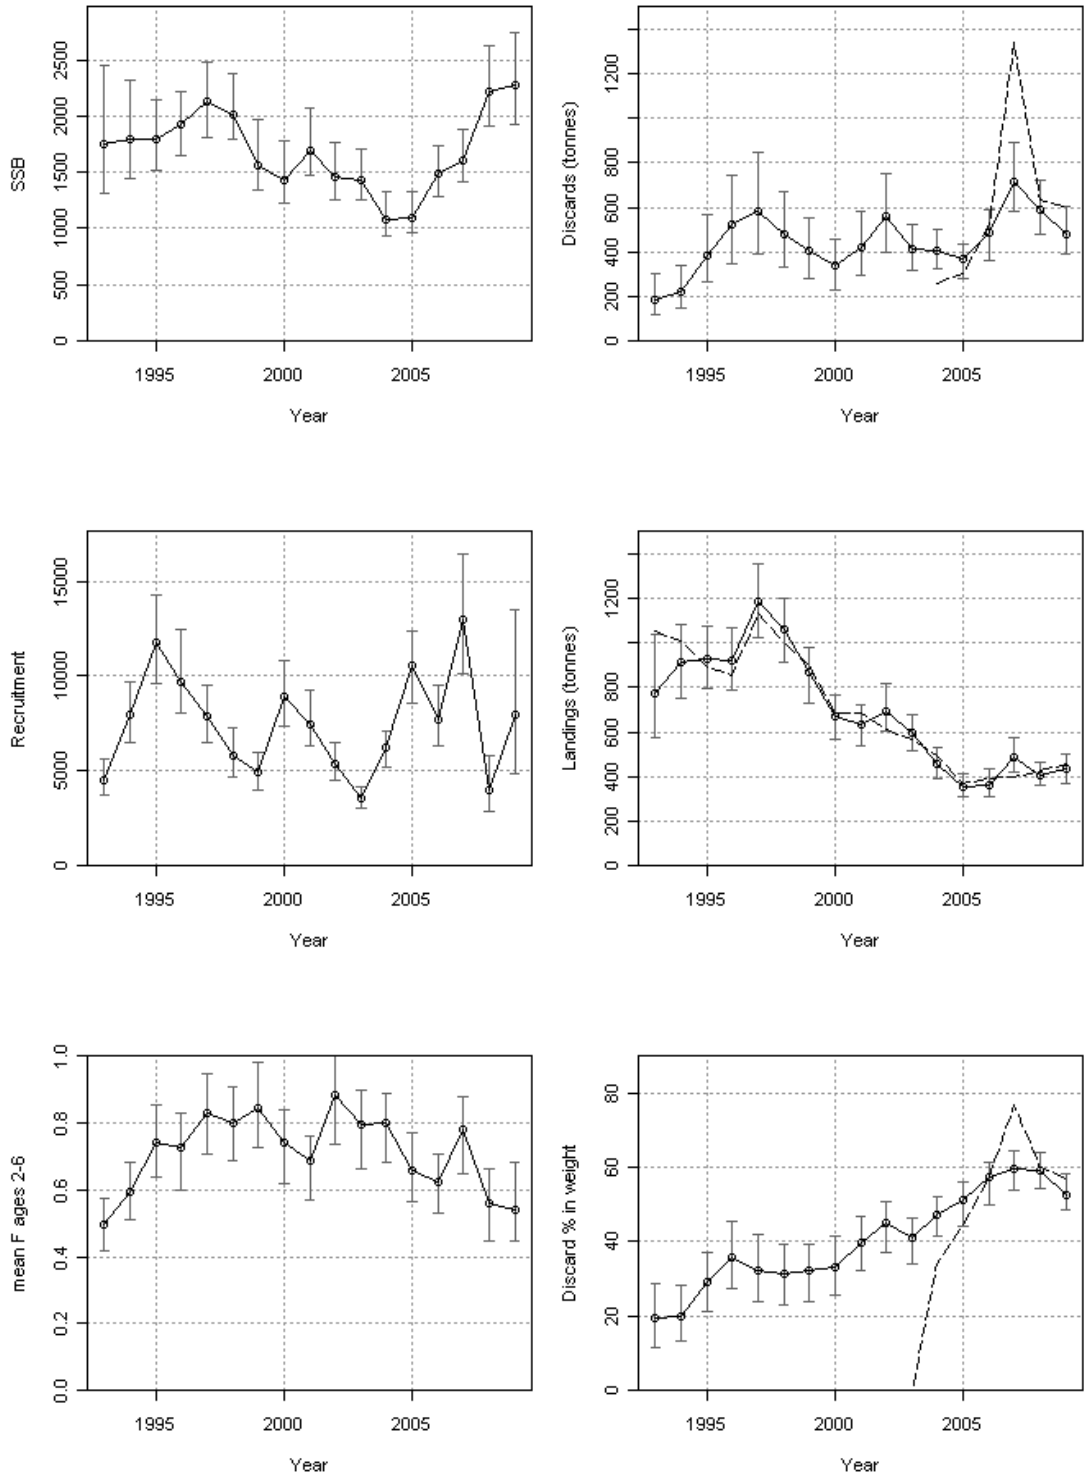 SSB
0 500 1000 1500 2000 2500
1995 2000 2005
Year
Discards (tonnes)
0 200 400 600 800 1200
1995 2000 2005
Year
Recruitment
0 5000 10000 15000
1995 2000 2005
Year
Landings (tonnes)
0 200 400 600 800 1200
1995 2000 2005
Year
mean F ages 2-6
0.0 0.2 0.4 0.6 0.8 1.0
1995 2000 2005
Year
Discard % in weight
0 20 40 60 80
1995 2000 2005
Year